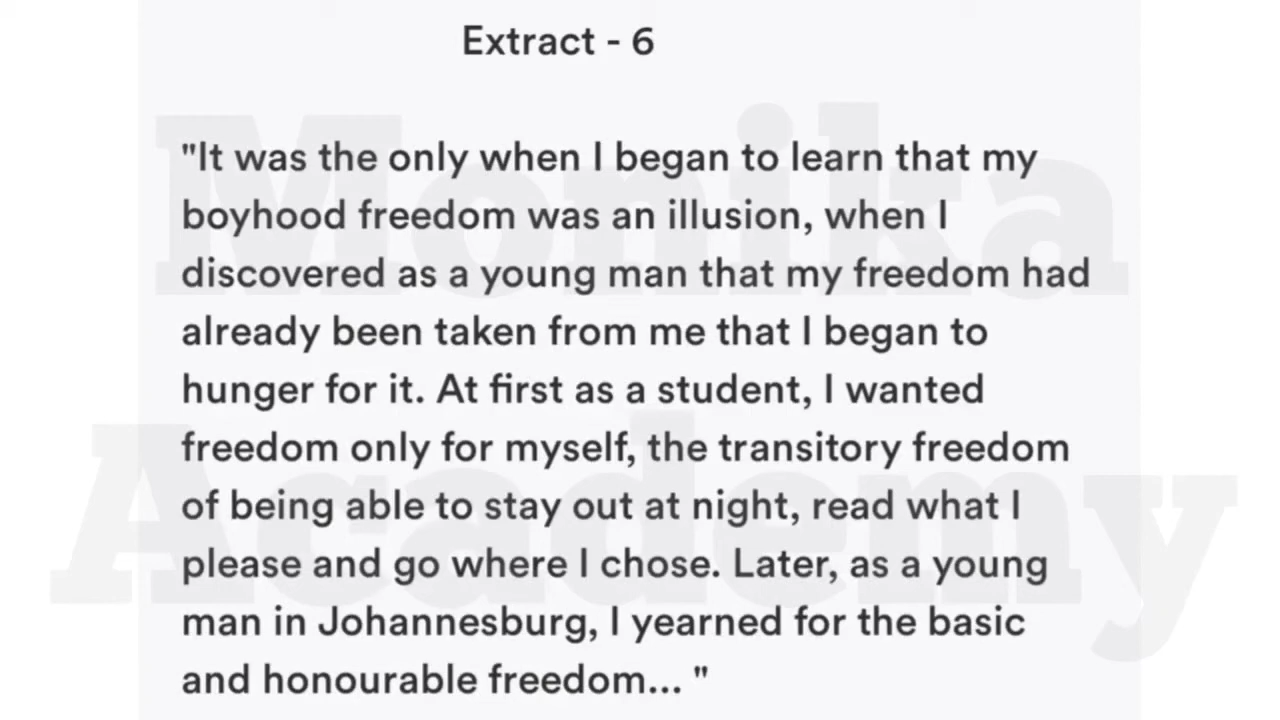 Extract - 6
"It was the only when I began to learn that my
boyhood freedom was an illusion, when I
discovered as a young man that my freedom had
already been taken from me that I began to
hunger for it. At first as a student, I wanted
freedom only for myself, the transitory freedom
of being able to stay out at night, read what I
please and go where I chose. Later, as a young
man in Johannesburg, I yearned for the basic
and honourable freedom... "
Monika
Academy